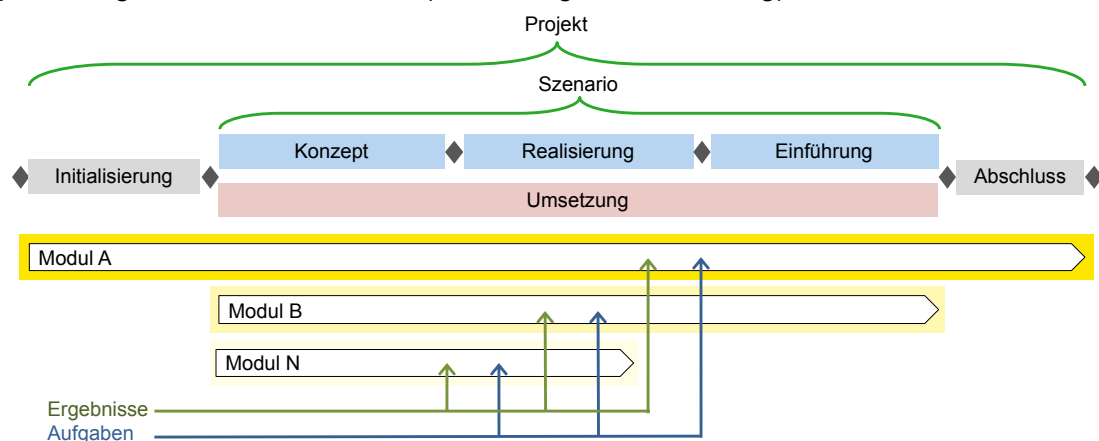 Projekt
Szenario
Konzept
Realisierung
Einführung
Initialisierung
Abschluss
Umsetzung
Modul A
Modul B
Modul N
Ergebnisse
Aufgaben